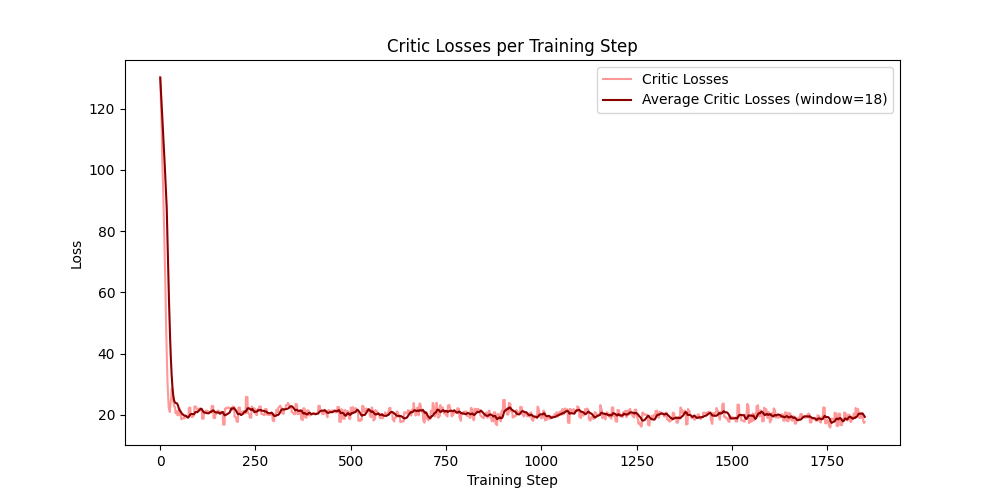 Critic Losses per Training Step
Critic Losses
Average Critic Losses (window=18)
Loss
120
100
80
60
40
20
0 250 500 750 1000 1250 1500 1750
Training Step